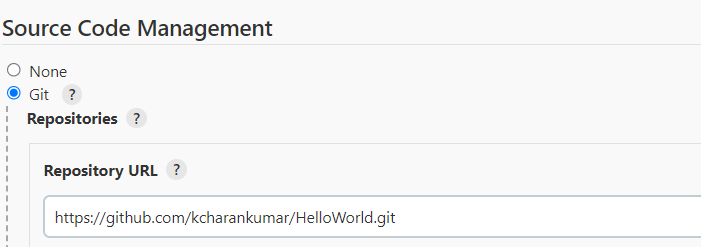 Source Code Management
None
Git ?
Repositories ?
Repository URL ?
https://github.com/kcharankumar/HelloWorld.git